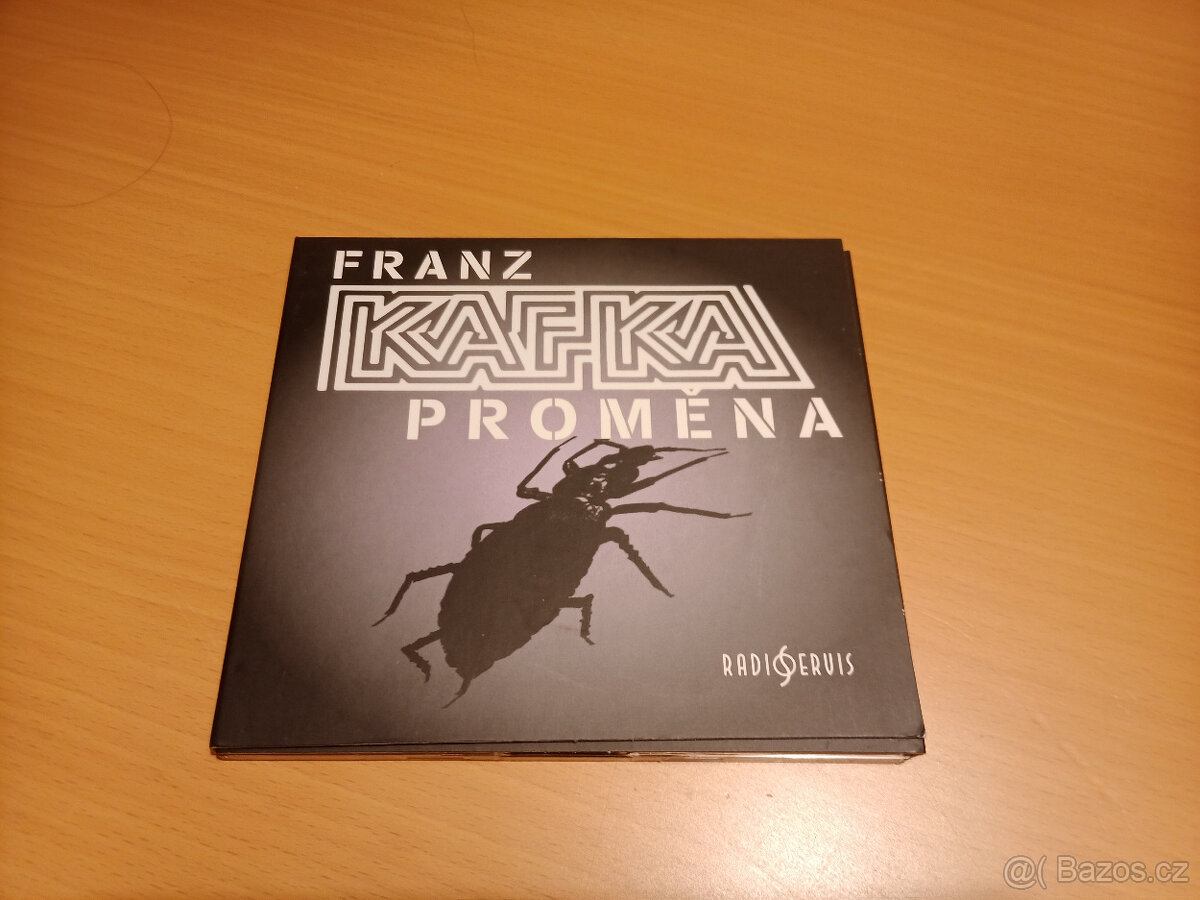 FRANZ
KAFKA
PROMĚNA
RADIOSERVIS
@( Bazos.cz